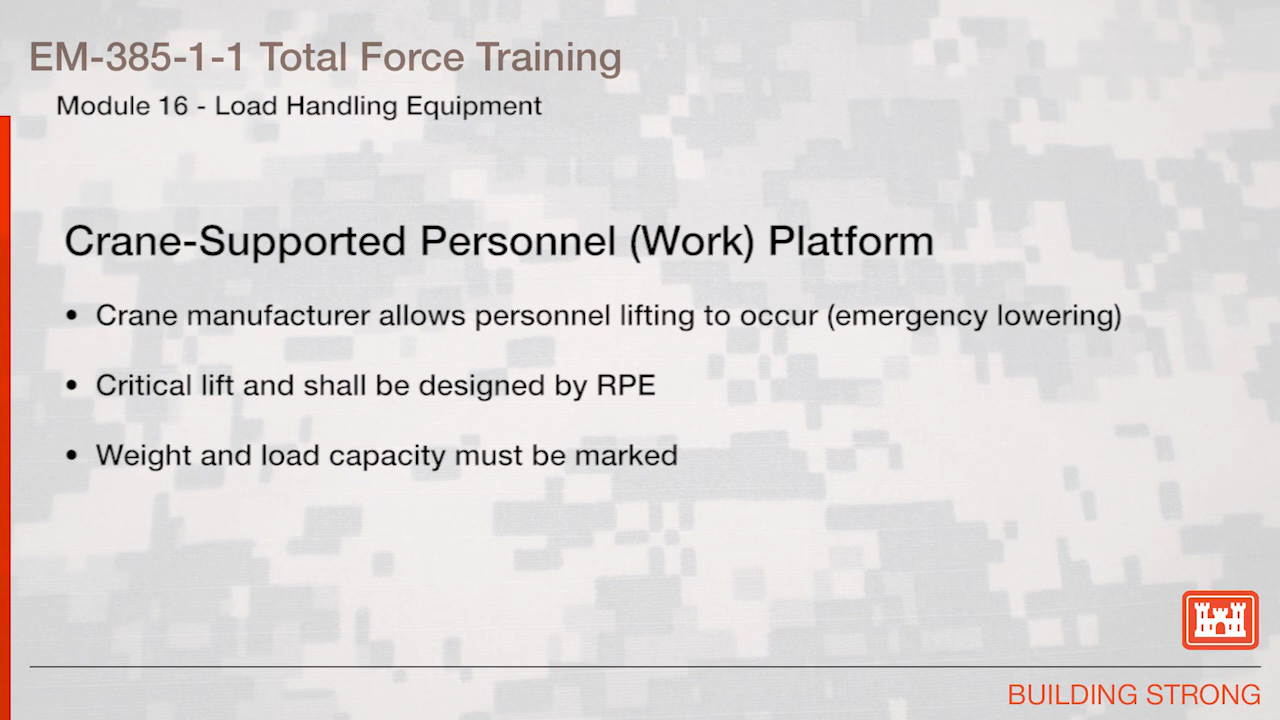 EM-385-1-1 Total Force Training
Module 16 - Load Handling Equipment
Crane-Supported Personnel (Work) Platform
• Crane manufacturer allows personnel lifting to occur (emergency lowering)
• Critical lift and shall be designed by RPE
• Weight and load capacity must be marked
BUILDING STRONG